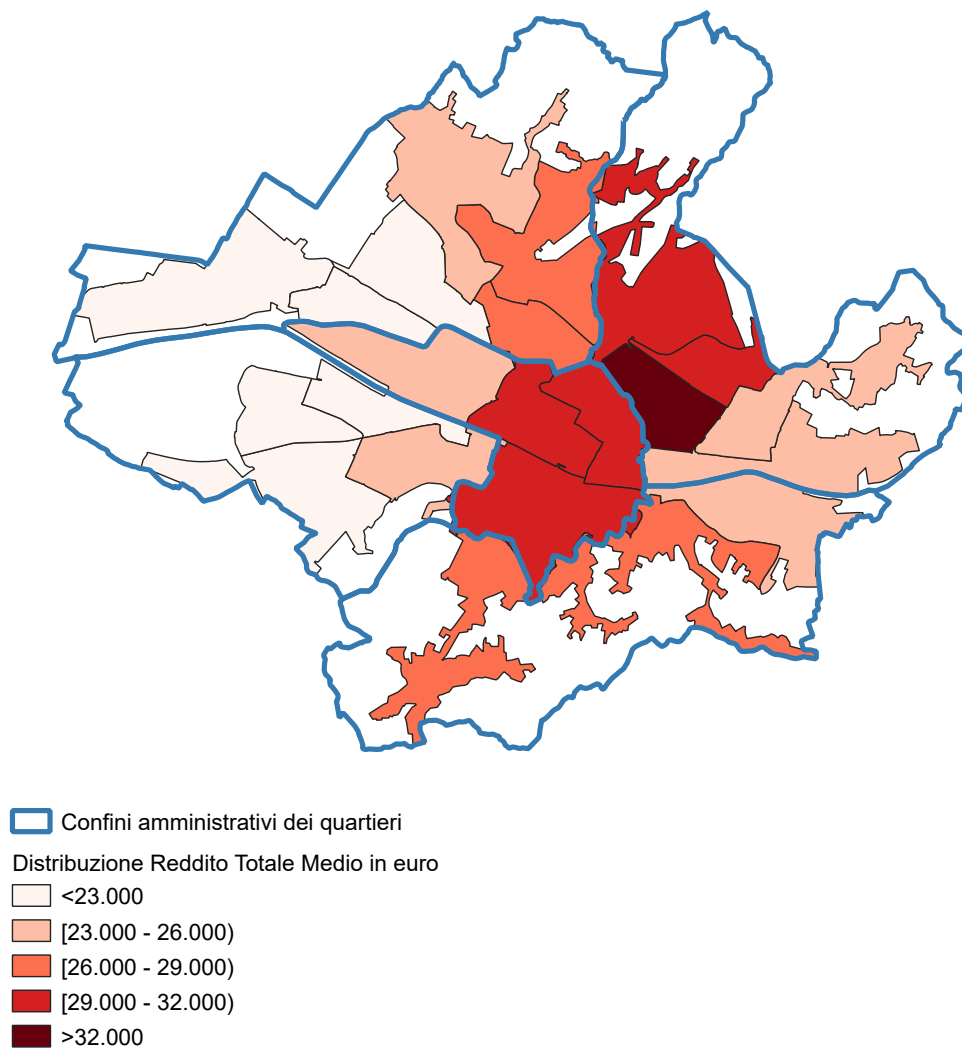 Confini amministrativi dei quartieri
Distribuzione Reddito Totale Medio in euro
<23.000
[23.000 - 26.000)
[26.000 - 29.000)
[29.000 - 32.000)
>32.000